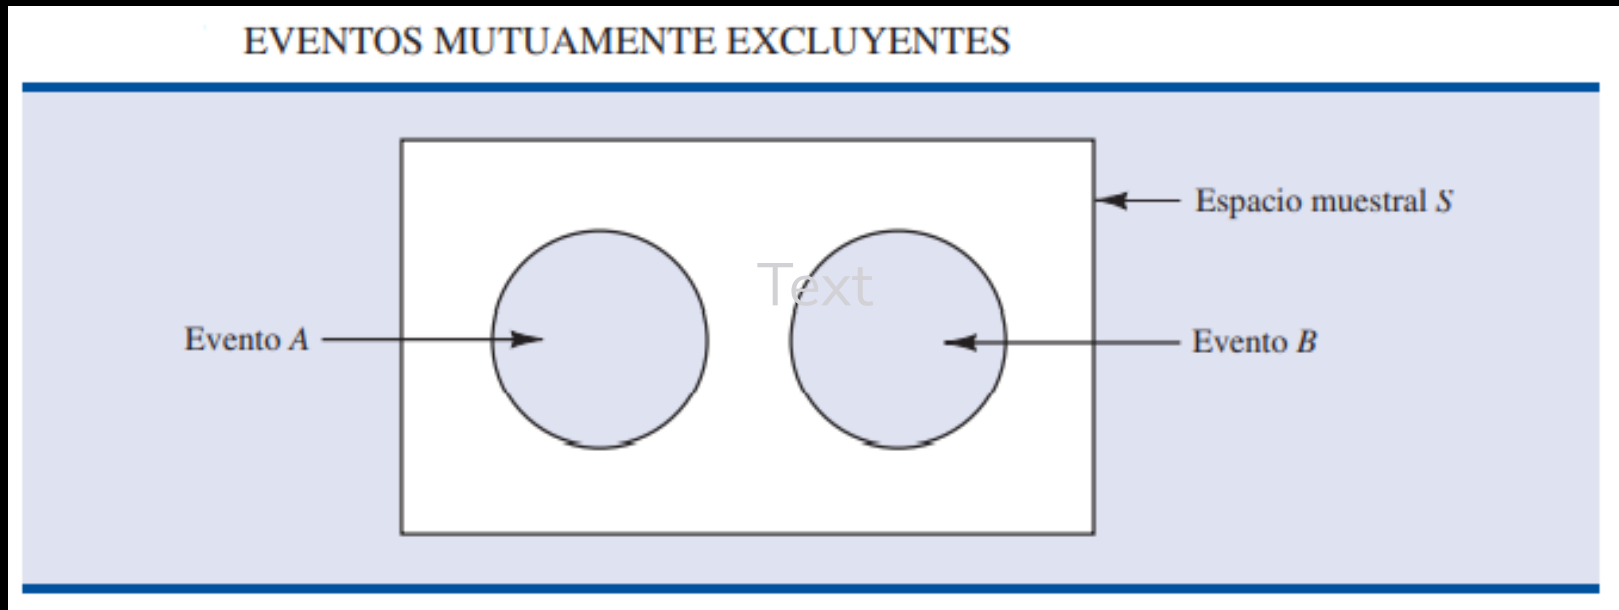 EVENTOS MUTUAMENTE EXCLUYENTES
Espacio muestral S
Text
Evento A
Evento B